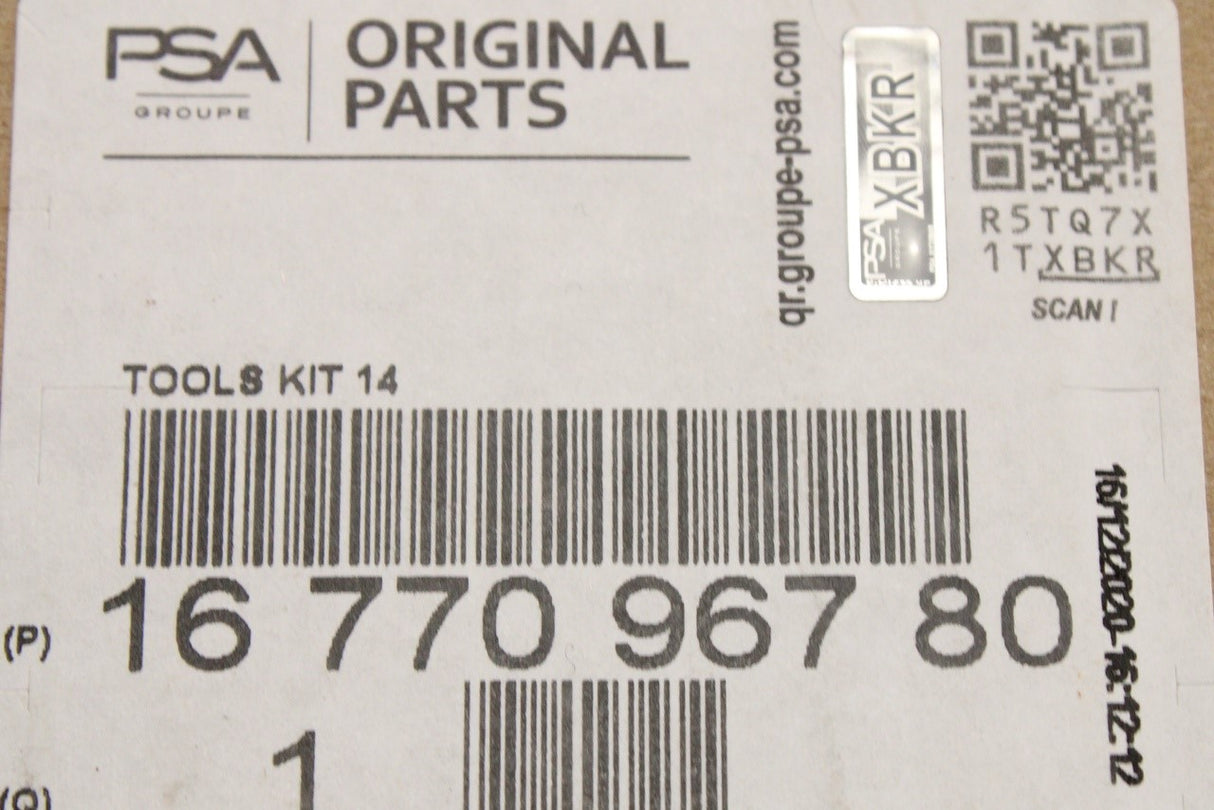 PSA
GROUPE
ORIGINAL
PARTS
qr.groupe-psa.com
XBKR
PSA
GROUPE
R5TQ7X
1TXBKR
SCAN !
TOOLS KIT 14
(P) 16 770 967 80
16/12/2020-16:12:12
(Q) 1